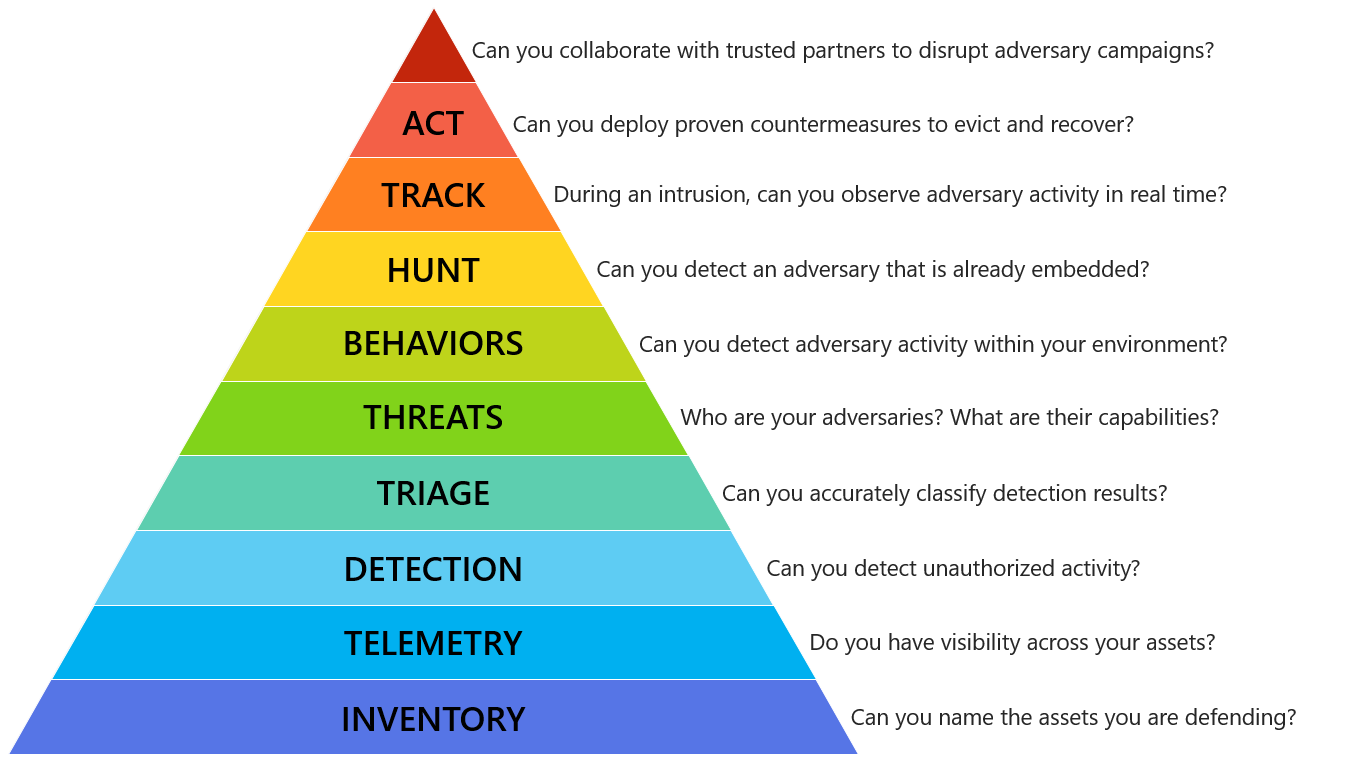 Can you collaborate with trusted partners to disrupt adversary campaigns?
ACT Can you deploy proven countermeasures to evict and recover?
TRACK During an intrusion, can you observe adversary activity in real time?
HUNT Can you detect an adversary that is already embedded?
BEHAVIORS Can you detect adversary activity within your environment?
THREATS Who are your adversaries? What are their capabilities?
TRIAGE Can you accurately classify detection results?
DETECTION Can you detect unauthorized activity?
TELEMETRY Do you have visibility across your assets?
INVENTORY Can you name the assets you are defending?